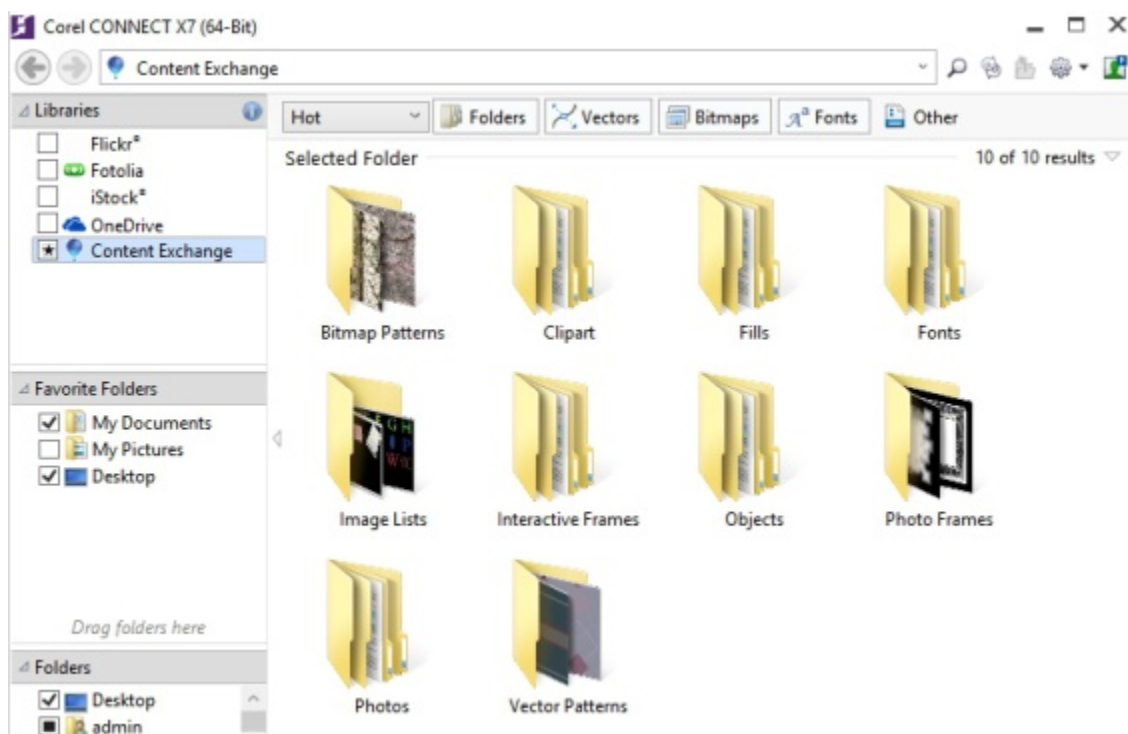 Corel CONNECT X7 (64-Bit)
Content Exchange
Libraries
Hot Folders Vectors Bitmaps Fonts Other
Flickr®
Fotolia
iStock®
OneDrive
Content Exchange
Selected Folder 10 of 10 results
Bitmap Patterns Clipart Fills Fonts
Favorite Folders
My Documents
My Pictures
Desktop
Drag folders here
Image Lists Interactive Frames Objects Photo Frames
Photos Vector Patterns
Folders
Desktop
admin